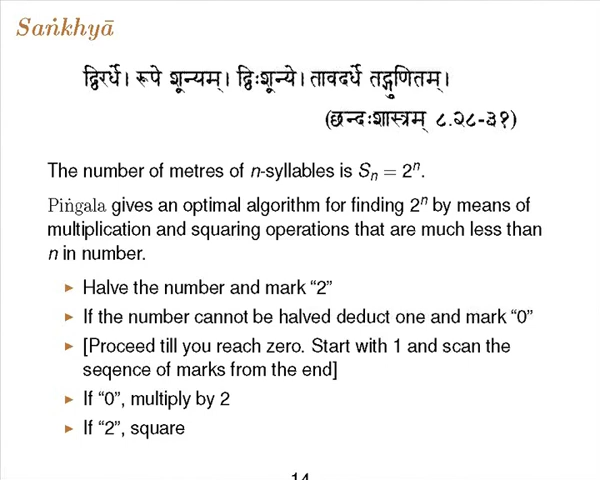 Saṅkhyā
द्विरर्धे। रूपे शून्यम्। द्विःशून्ये। तावदर्धे तद्गुणितम्।
(छन्दःशास्त्रम् ८.२८-३१)
The number of metres of n-syllables is Sₙ = 2ⁿ.
Piṅgala gives an optimal algorithm for finding 2ⁿ by means of
multiplication and squaring operations that are much less than
n in number.
► Halve the number and mark “2”
► If the number cannot be halved deduct one and mark “0”
► [Proceed till you reach zero. Start with 1 and scan the
seqence of marks from the end]
► If “0”, multiply by 2
► If “2”, square
14